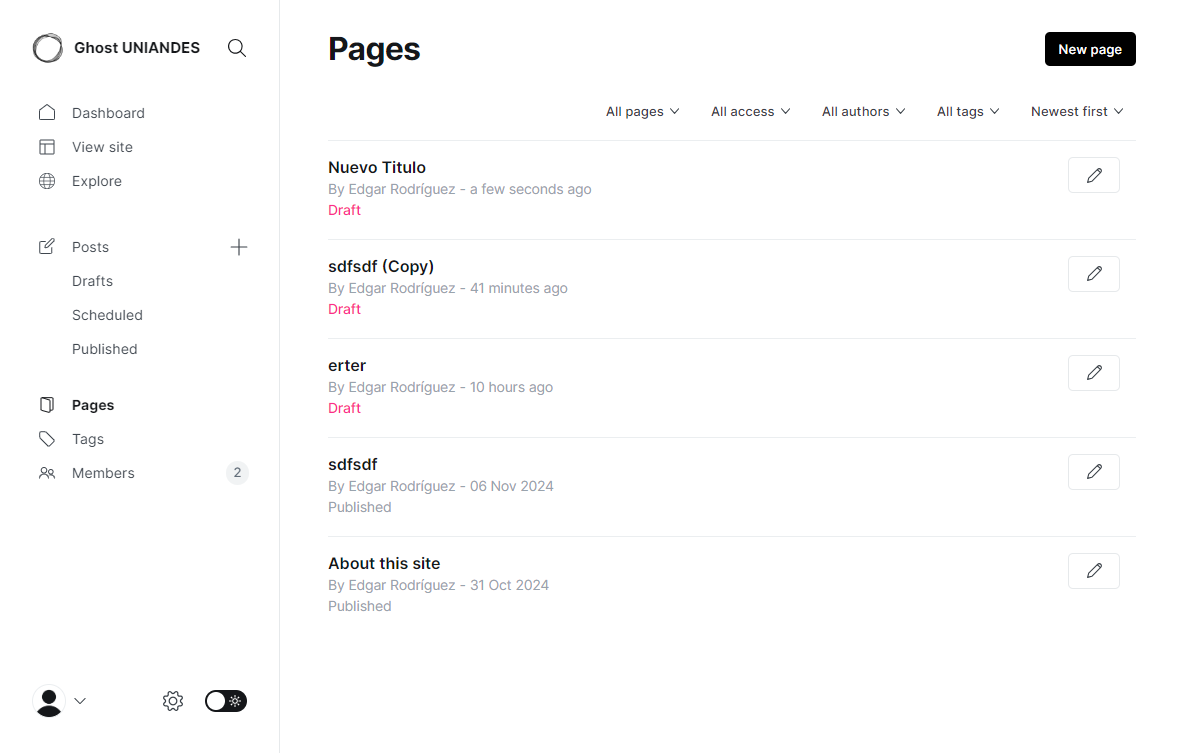 Ghost UNIANDES
Dashboard
View site
Explore
Posts
Drafts
Scheduled
Published
Pages
Tags
Members 2
Pages
New page
All pages All access All authors All tags Newest first
Nuevo Titulo
By Edgar Rodríguez - a few seconds ago
Draft
sdfsdf (Copy)
By Edgar Rodríguez - 41 minutes ago
Draft
erter
By Edgar Rodríguez - 10 hours ago
Draft
sdfsdf
By Edgar Rodríguez - 06 Nov 2024
Published
About this site
By Edgar Rodríguez - 31 Oct 2024
Published